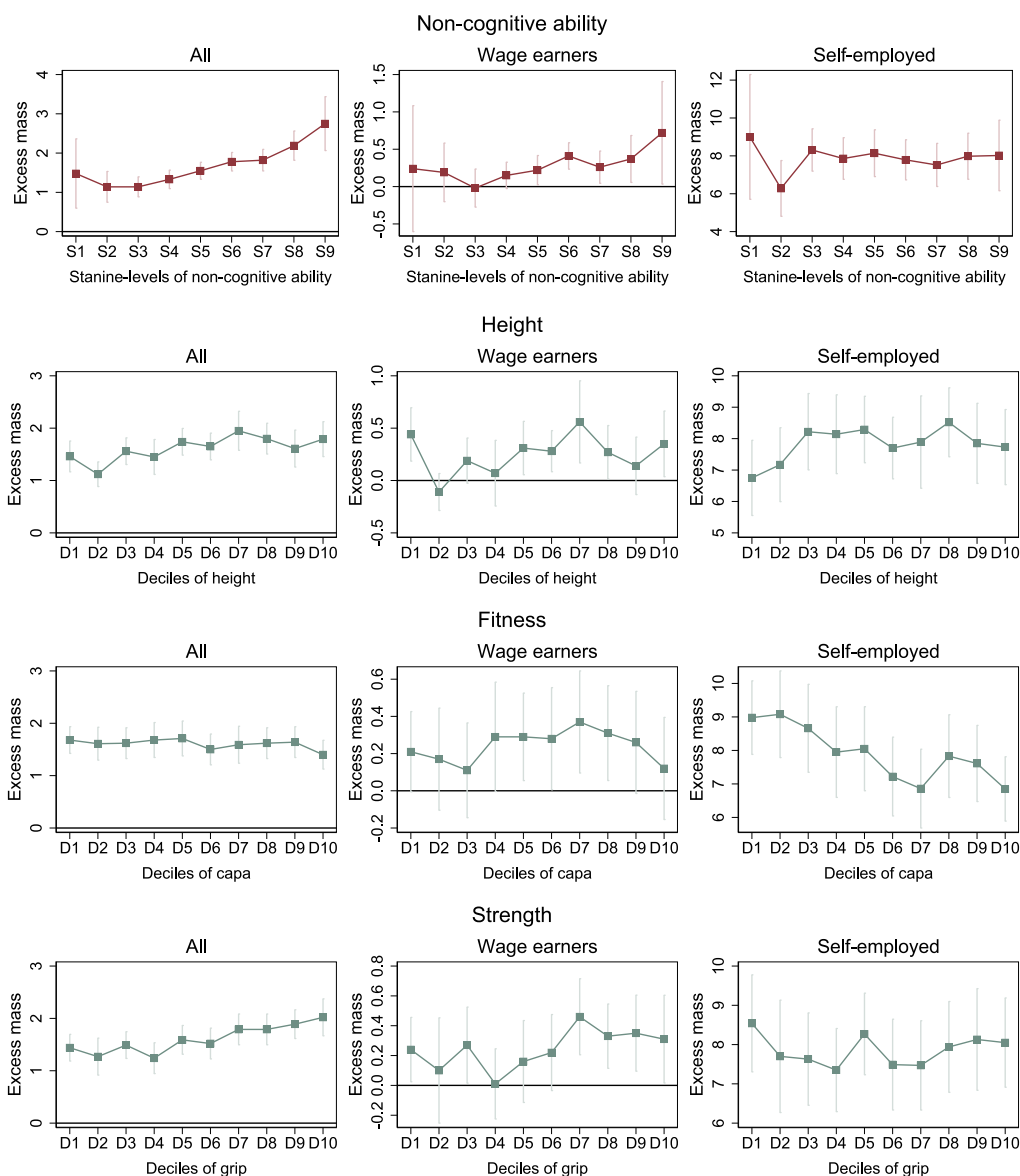 Non-cognitive ability
All
Wage earners
Self-employed
Excess mass
0 1 2 3 4
S1 S2 S3 S4 S5 S6 S7 S8 S9
Stanine-levels of non-cognitive ability
Excess mass
-0.5 0.0 0.5 1.0 1.5
S1 S2 S3 S4 S5 S6 S7 S8 S9
Stanine-levels of non-cognitive ability
Excess mass
4 6 8 10 12
S1 S2 S3 S4 S5 S6 S7 S8 S9
Stanine-levels of non-cognitive ability
Height
All
Wage earners
Self-employed
Excess mass
0 1 2 3
D1 D2 D3 D4 D5 D6 D7 D8 D9 D10
Deciles of height
Excess mass
-0.5 0.0 0.5 1.0
D1 D2 D3 D4 D5 D6 D7 D8 D9 D10
Deciles of height
Excess mass
5 6 7 8 9 10
D1 D2 D3 D4 D5 D6 D7 D8 D9 D10
Deciles of height
Fitness
All
Wage earners
Self-employed
Excess mass
0 1 2 3
D1 D2 D3 D4 D5 D6 D7 D8 D9 D10
Deciles of capa
Excess mass
-0.2 0.0 0.2 0.4 0.6
D1 D2 D3 D4 D5 D6 D7 D8 D9 D10
Deciles of capa
Excess mass
6 7 8 9 10
D1 D2 D3 D4 D5 D6 D7 D8 D9 D10
Deciles of capa
Strength
All
Wage earners
Self-employed
Excess mass
0 1 2 3
D1 D2 D3 D4 D5 D6 D7 D8 D9 D10
Deciles of grip
Excess mass
-0.2 0.0 0.2 0.4 0.6 0.8
D1 D2 D3 D4 D5 D6 D7 D8 D9 D10
Deciles of grip
Excess mass
6 7 8 9 10
D1 D2 D3 D4 D5 D6 D7 D8 D9 D10
Deciles of grip